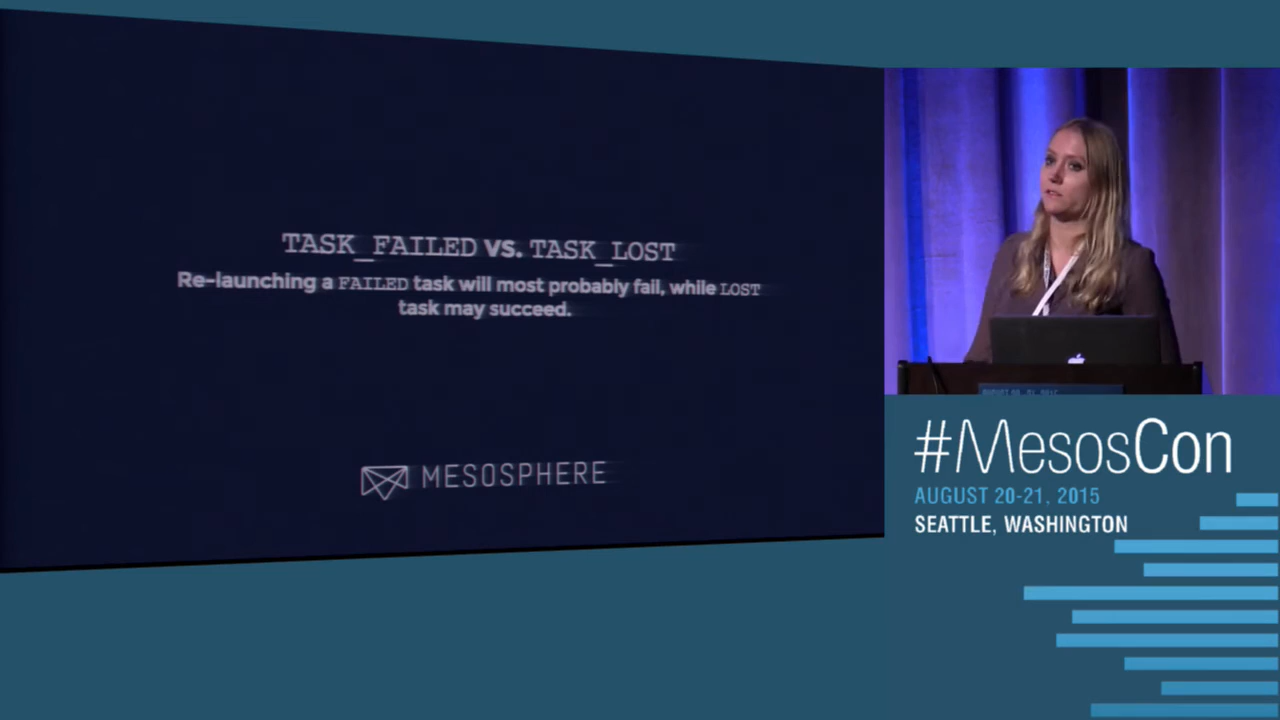 TASK_FAILED vs. TASK_LOST
Re-launching a FAILED task will most probably fail, while LOST
task may succeed.
MESOSPHERE
#MesosCon
AUGUST 20-21, 2015
SEATTLE, WASHINGTON